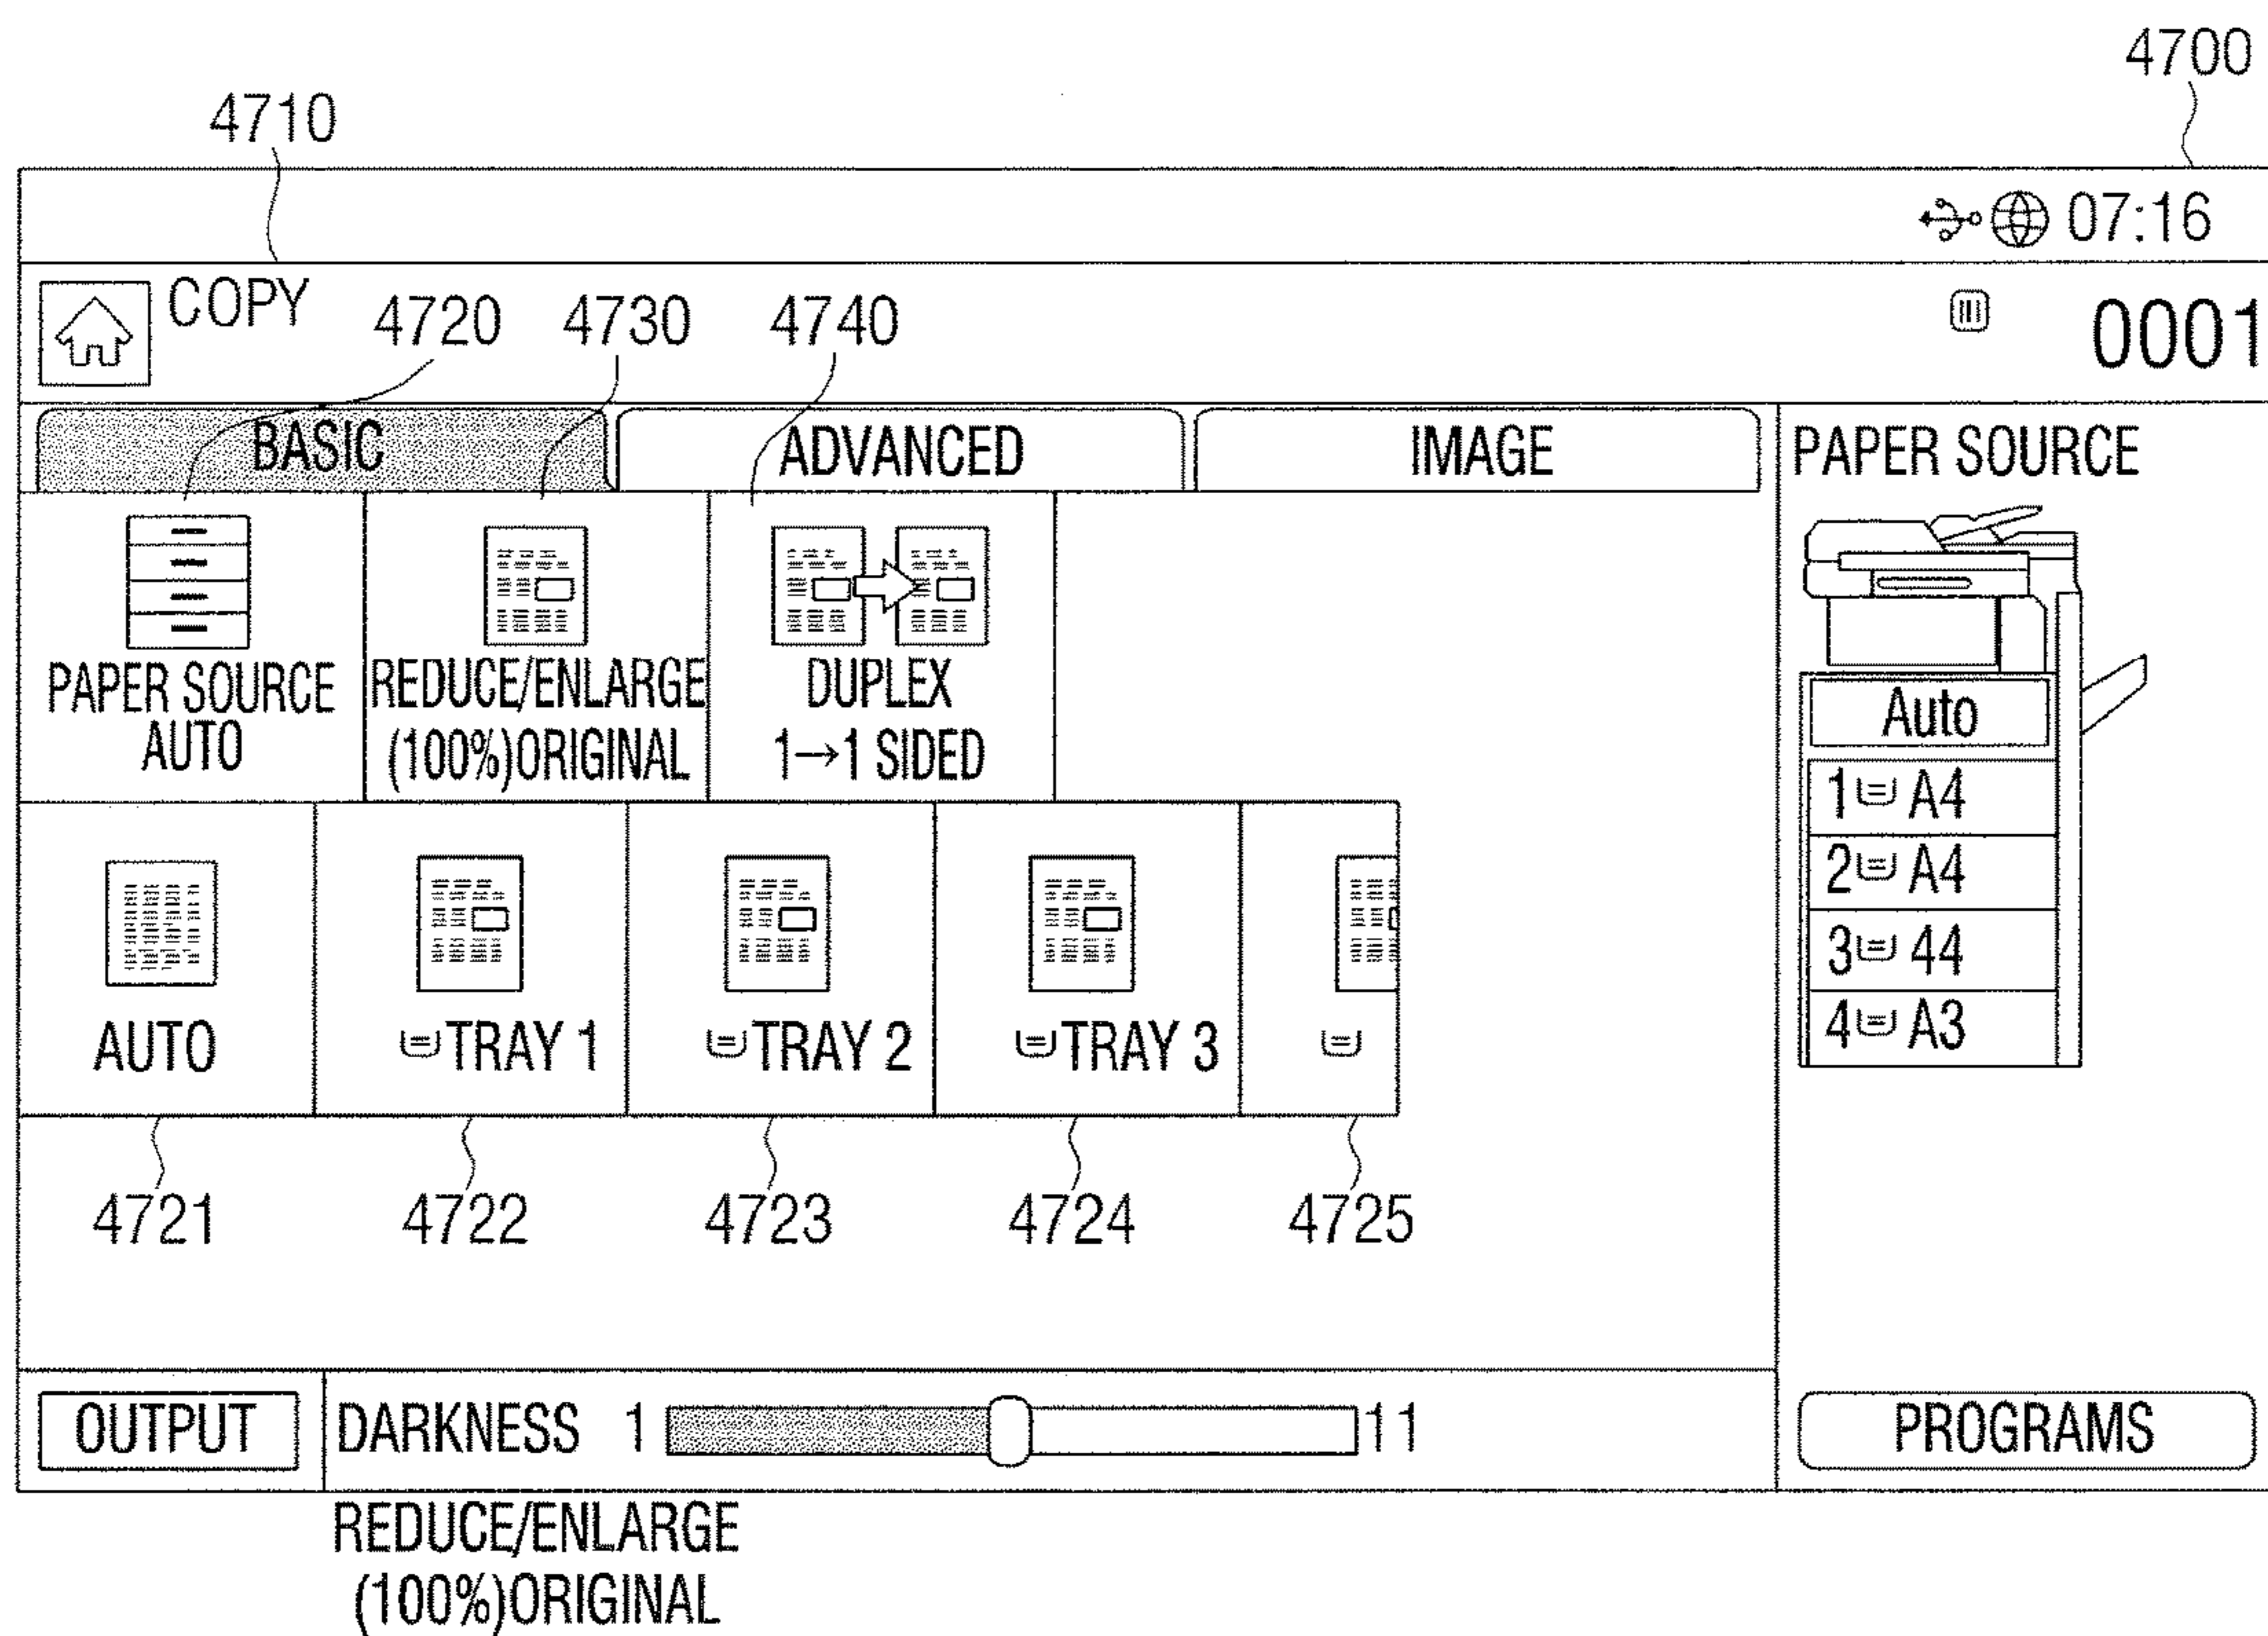 4700
4710
07:16
COPY
4720 4730 4740
0001
BASIC ADVANCED IMAGE PAPER SOURCE
PAPER SOURCE
AUTO
REDUCE/ENLARGE
(100%)ORIGINAL
DUPLEX
1→1 SIDED
Auto
1 A4
2 A4
3 44
4 A3
AUTO TRAY 1 TRAY 2 TRAY 3
4721 4722 4723 4724 4725
OUTPUT DARKNESS 1 11 PROGRAMS
REDUCE/ENLARGE
(100%)ORIGINAL